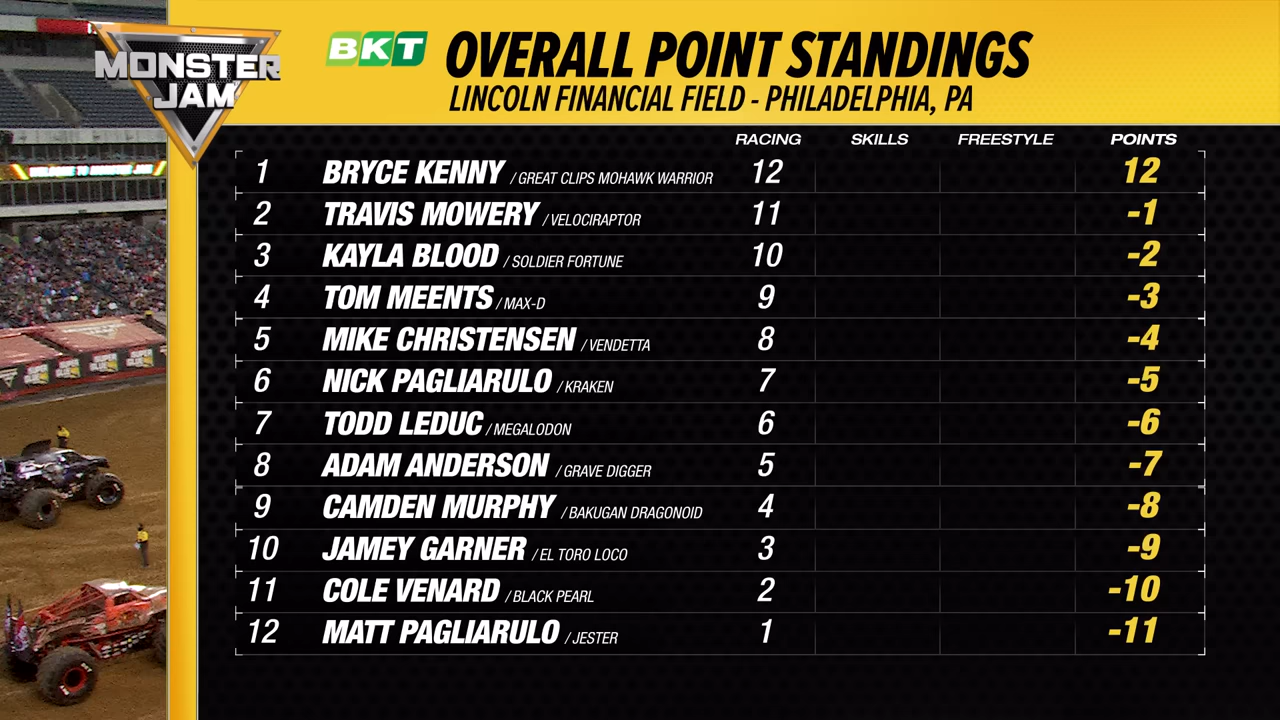 MONSTER
JAM
BKT
OVERALL POINT STANDINGS
LINCOLN FINANCIAL FIELD - PHILADELPHIA, PA
RACING SKILLS FREESTYLE POINTS
1 BRYCE KENNY / GREAT CLIPS MOHAWK WARRIOR 12 12
2 TRAVIS MOWERY / VELOCIRAPTOR 11 -1
3 KAYLA BLOOD / SOLDIER FORTUNE 10 -2
4 TOM MEENTS / MAX-D 9 -3
5 MIKE CHRISTENSEN / VENDETTA 8 -4
6 NICK PAGLIARULO / KRAKEN 7 -5
7 TODD LEDUC / MEGALODON 6 -6
8 ADAM ANDERSON / GRAVE DIGGER 5 -7
9 CAMDEN MURPHY / BAKUGAN DRAGONOID 4 -8
10 JAMEY GARNER / EL TORO LOCO 3 -9
11 COLE VENARD / BLACK PEARL 2 -10
12 MATT PAGLIARULO / JESTER 1 -11
WELCOME TO MONSTER JAM